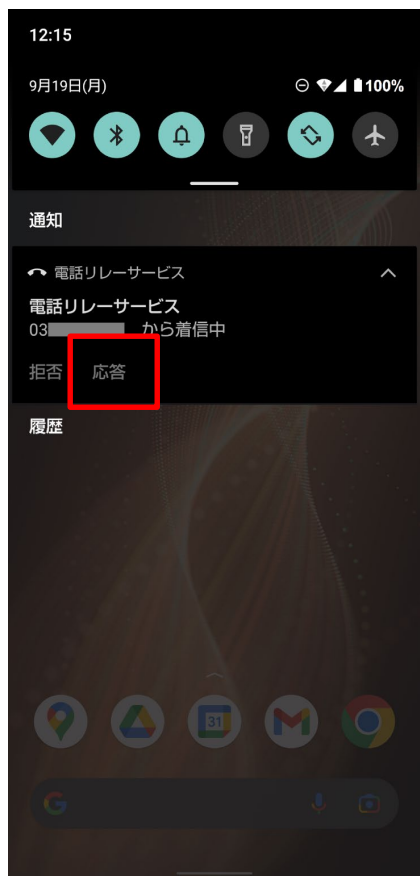 12:15
9月19日(月)
100%
通知
電話リレーサービス
電話リレーサービス
03 から着信中
拒否 応答
履歴
31
G